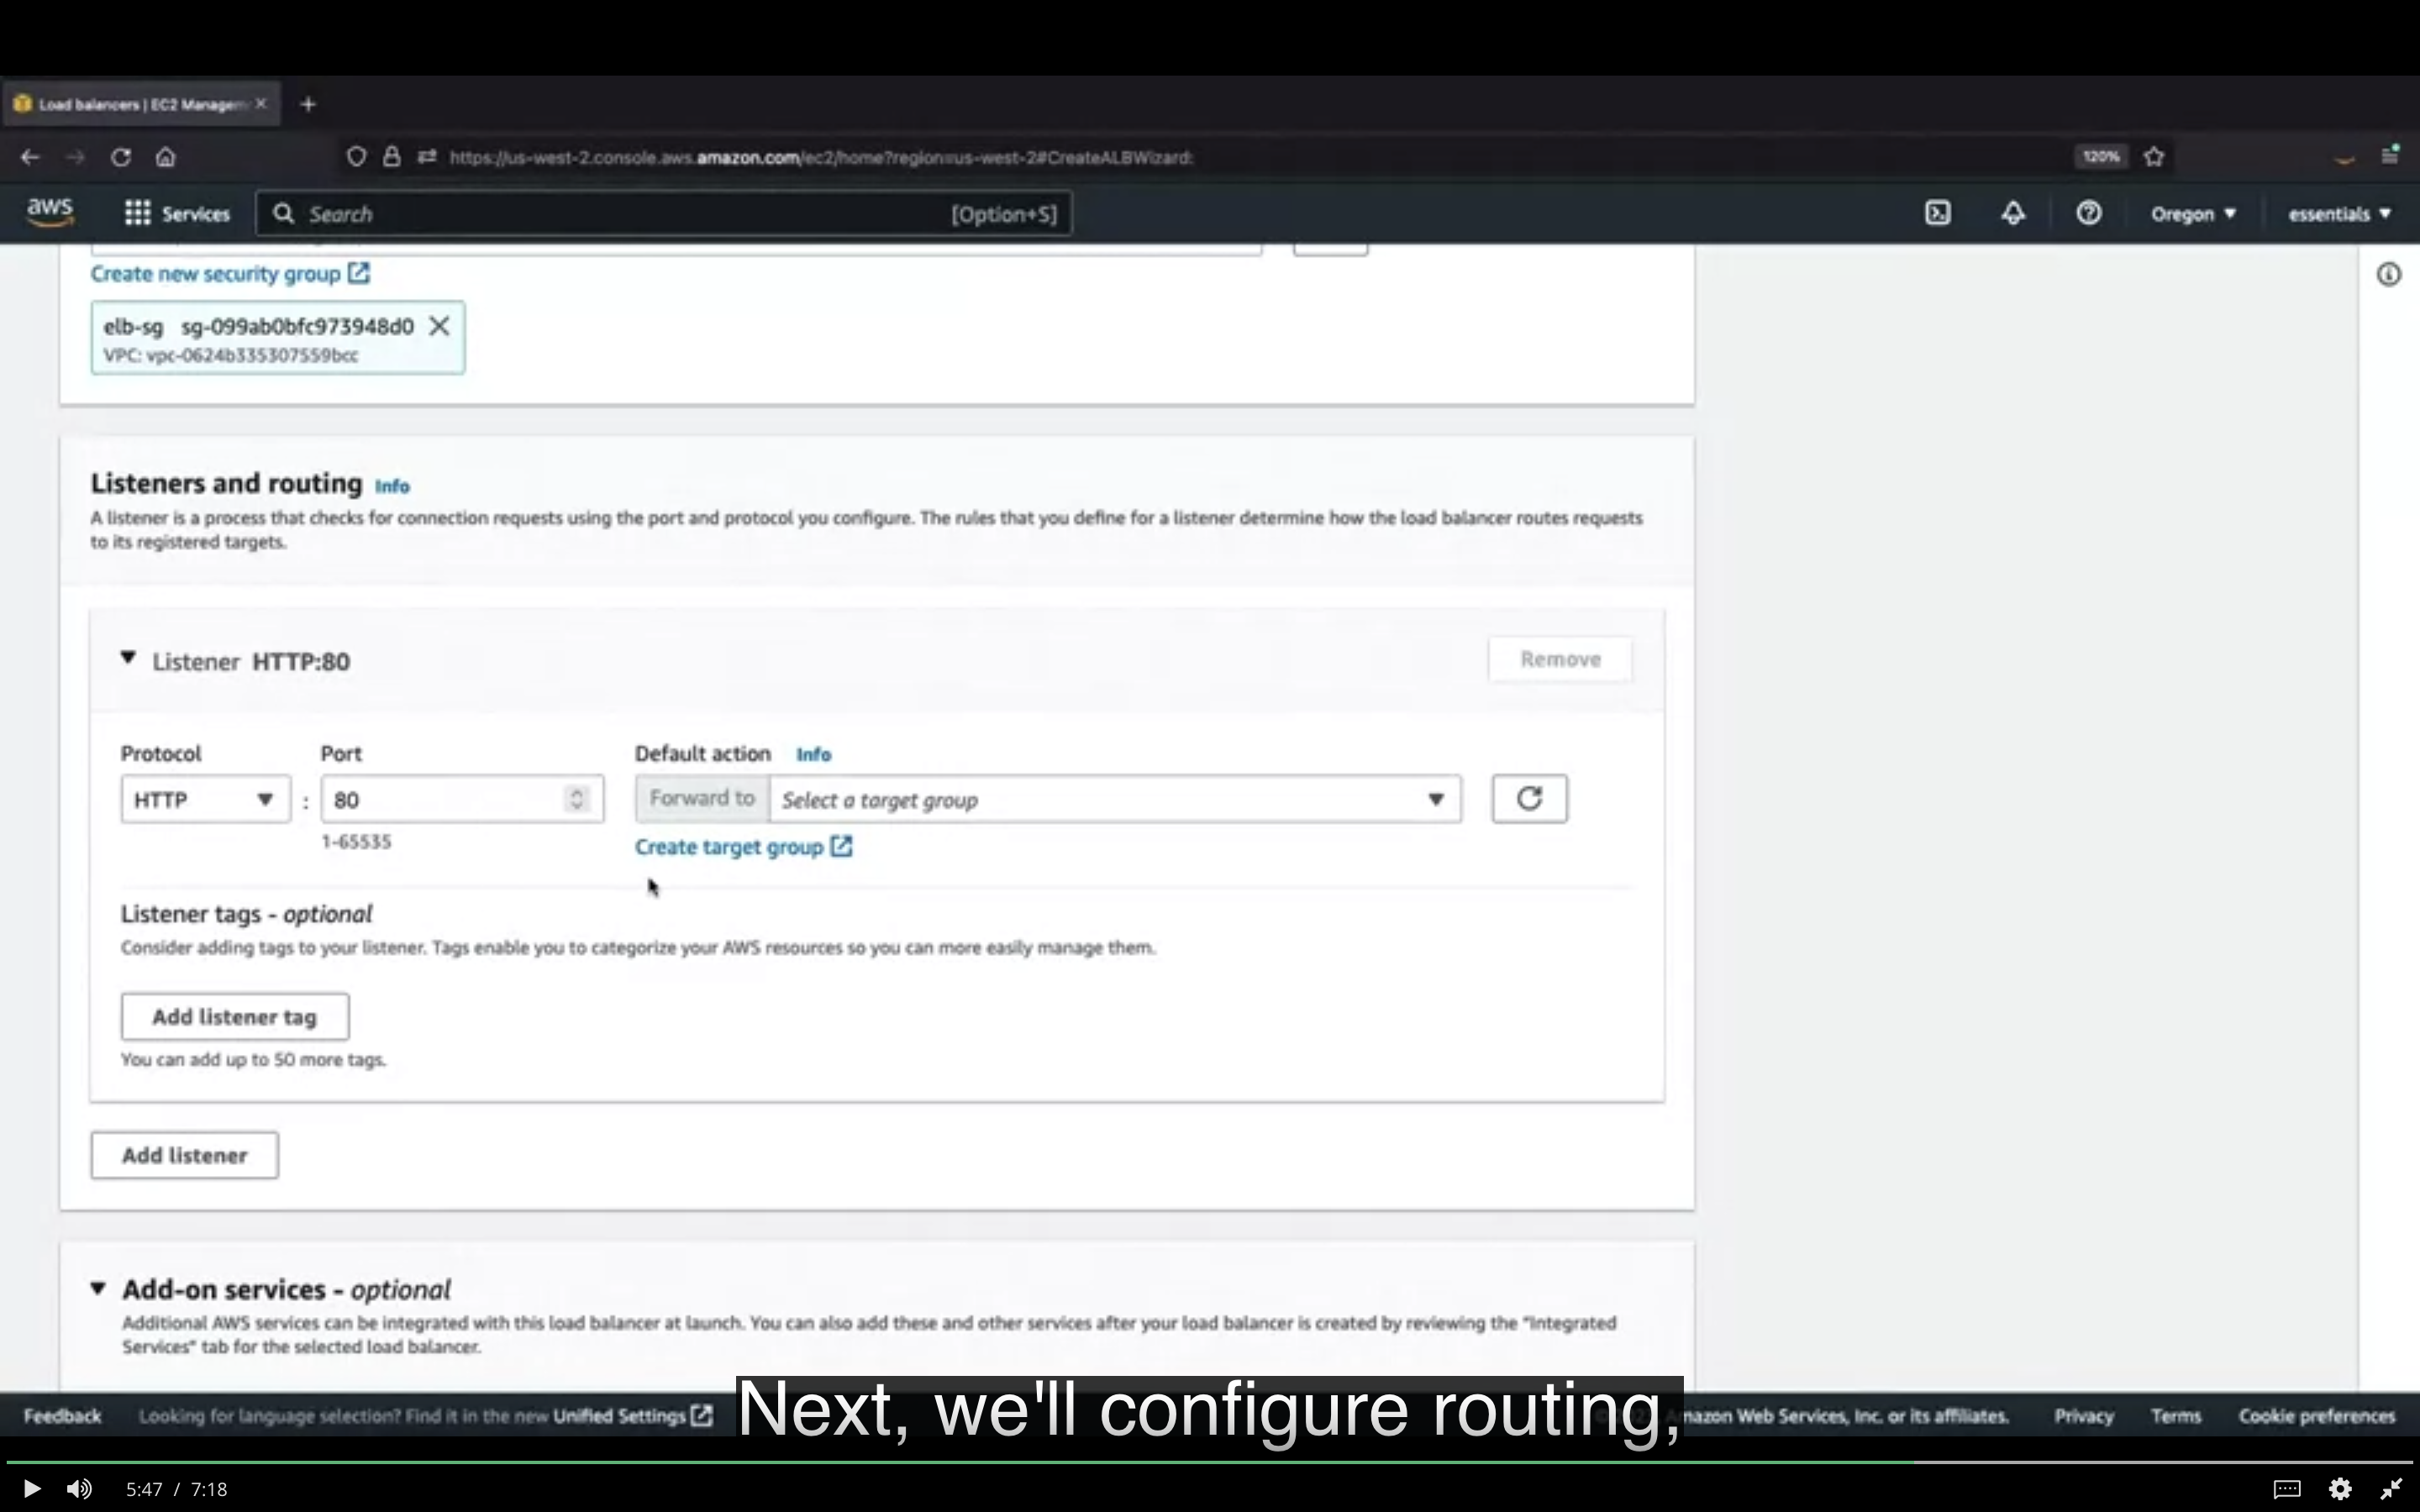 Load balancers | EC2 Managem
https://us-west-2.console.aws.amazon.com/ec2/home?region=us-west-2#CreateALBWizard:
120%
aws
Services
Search
[Option+S]
Oregon
essentials
Create new security group
elb-sg sg-099ab0bfc973948d0
VPC: vpc-0624b335307559bcc
Listeners and routing Info
A listener is a process that checks for connection requests using the port and protocol you configure. The rules that you define for a listener determine how the load balancer routes requests
to its registered targets.
Listener HTTP:80
Remove
Protocol
Port
Default action Info
HTTP
:
80
Forward to
Select a target group
1-65535
Create target group
Listener tags - optional
Consider adding tags to your listener. Tags enable you to categorize your AWS resources so you can more easily manage them.
Add listener tag
You can add up to 50 more tags.
Add listener
Add-on services - optional
Additional AWS services can be integrated with this load balancer at launch. You can also add these and other services after your load balancer is created by reviewing the "Integrated
Services" tab for the selected load balancer.
Feedback
Looking for language selection? Find it in the new Unified Settings
Next, we'll configure routing,
mazon Web Services, Inc. or its affiliates.
Privacy
Terms
Cookie preferences
5:47 / 7:18